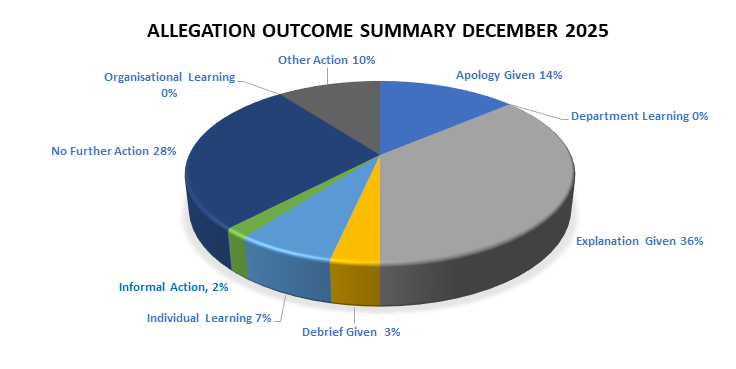 ALLEGATION OUTCOME SUMMARY DECEMBER 2025
Other Action 10%
Apology Given 14%
Organisational Learning
0%
Department Learning 0%
No Further Action 28%
Explanation Given 36%
Informal Action, 2%
Individual Learning 7%
Debrief Given 3%